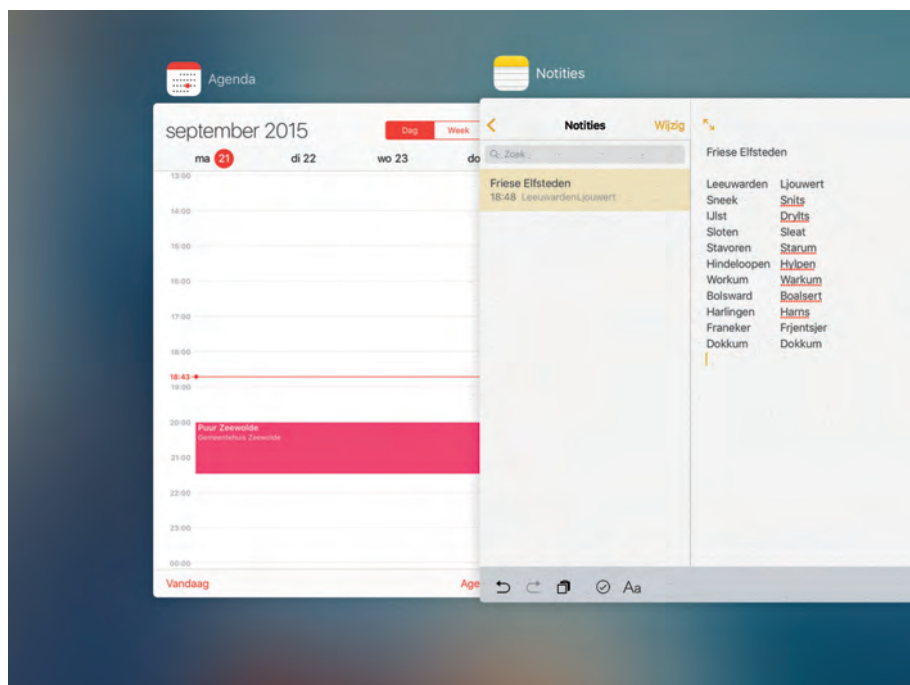 Agenda
september 2015
Dag Week
ma 21 di 22 wo 23 do
13:00
14:00
15:00
16:00
17:00
18:00
18:43
19:00
20:00 Puur Zeewolde
Gemeentehuis Zeewolde
21:00
22:00
23:00
00:00
Vandaag Age
Notities
Notities Wijzig
Zoek
Friese Elfsteden
18:48 LeeuwardenLjouwert
Friese Elfsteden
Leeuwarden Ljouwert
Sneek Snits
IJlst Drylts
Sloten Sleat
Stavoren Starum
Hindeloopen Hylpen
Workum Warkum
Bolsward Boalsert
Harlingen Harns
Franeker Frjentsjer
Dokkum Dokkum
Aa